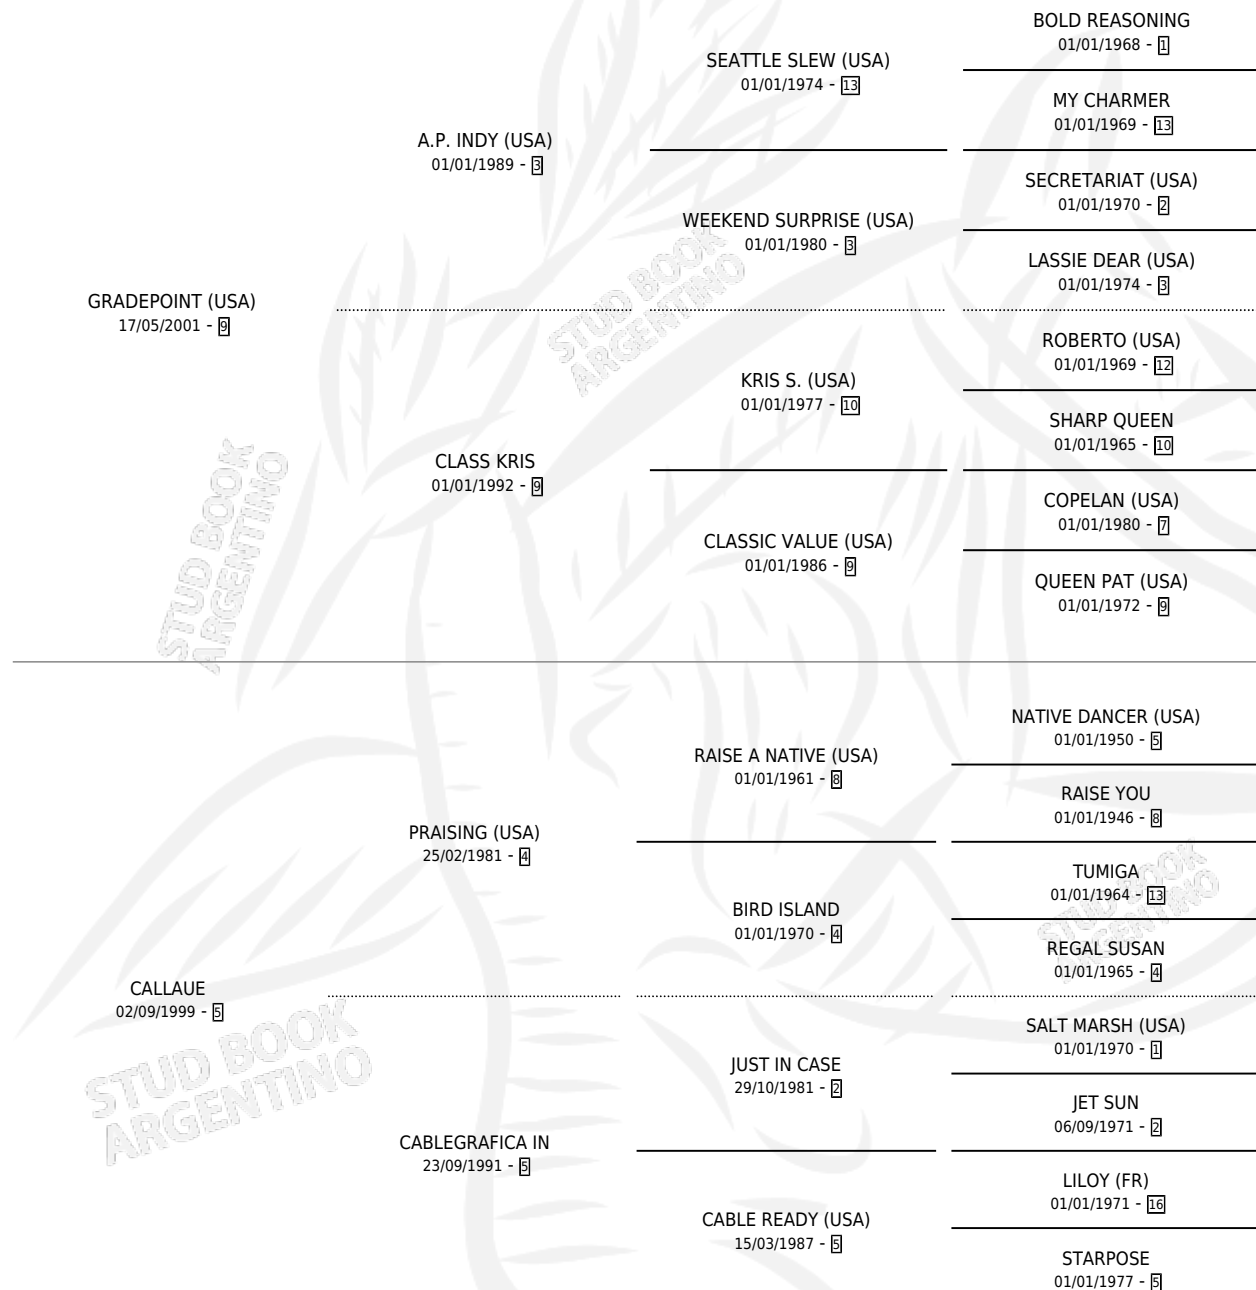 BOLD REASONING
01/01/1968 - 1
SEATTLE SLEW (USA)
01/01/1974 - 13
MY CHARMER
01/01/1969 - 13
A.P. INDY (USA)
01/01/1989 - 3
SECRETARIAT (USA)
01/01/1970 - 2
WEEKEND SURPRISE (USA)
01/01/1980 - 3
LASSIE DEAR (USA)
01/01/1974 - 3
GRADEPOINT (USA)
17/05/2001 - 9
ROBERTO (USA)
01/01/1969 - 12
KRIS S. (USA)
01/01/1977 - 10
SHARP QUEEN
01/01/1965 - 10
CLASS KRIS
01/01/1992 - 9
COPELAN (USA)
01/01/1980 - 7
CLASSIC VALUE (USA)
01/01/1986 - 9
QUEEN PAT (USA)
01/01/1972 - 9
NATIVE DANCER (USA)
01/01/1950 - 5
RAISE A NATIVE (USA)
01/01/1961 - 8
RAISE YOU
01/01/1946 - 8
PRAISING (USA)
25/02/1981 - 4
TUMIGA
01/01/1964 - 13
BIRD ISLAND
01/01/1970 - 4
REGAL SUSAN
01/01/1965 - 4
CALLAUE
02/09/1999 - 5
SALT MARSH (USA)
01/01/1970 - 1
JUST IN CASE
29/10/1981 - 2
JET SUN
06/09/1971 - 2
CABLEGRAFICA IN
23/09/1991 - 5
LILOY (FR)
01/01/1971 - 16
CABLE READY (USA)
15/03/1987 - 5
STARPOSE
01/01/1977 - 5
STUD BOOK
ARGENTINO
STUD BOOK
ARGENTINO
STUD BOOK
ARGENTINO
STUD BOOK
ARGENTINO